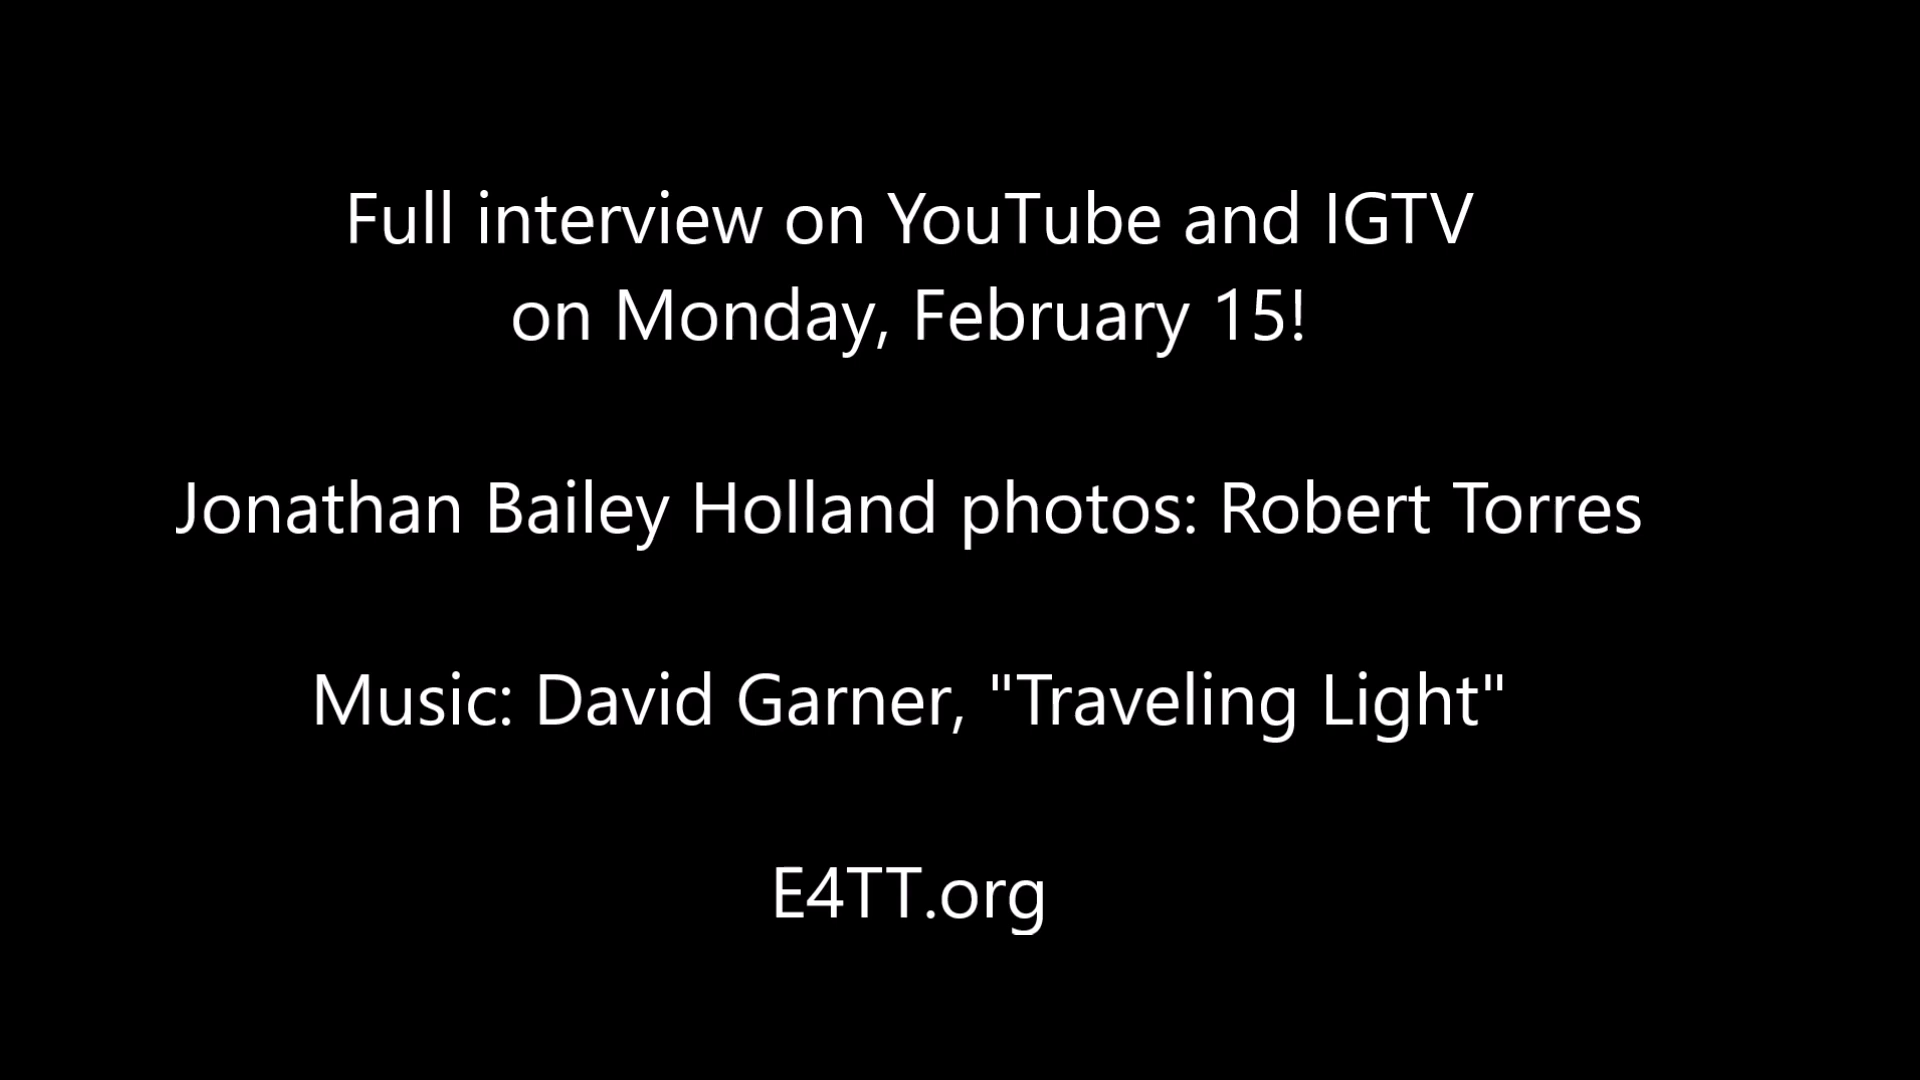 Full interview on YouTube and IGTV
on Monday, February 15!
Jonathan Bailey Holland photos: Robert Torres
Music: David Garner, "Traveling Light"
E4TT.org